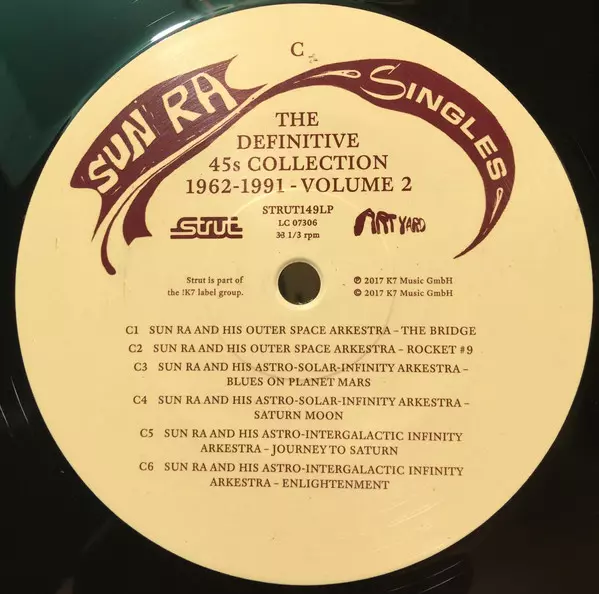 C
SUN RA
SINGLES
THE
DEFINITIVE
45s COLLECTION
1962-1991 - VOLUME 2
STRUT149LP
LC 07306
33 1/3 rpm
Strut
ART YARD
Strut is part of
the !K7 label group.
℗ 2017 K7 Music GmbH
© 2017 K7 Music GmbH
C1 SUN RA AND HIS OUTER SPACE ARKESTRA – THE BRIDGE
C2 SUN RA AND HIS OUTER SPACE ARKESTRA – ROCKET #9
C3 SUN RA AND HIS ASTRO-SOLAR-INFINITY ARKESTRA –
BLUES ON PLANET MARS
C4 SUN RA AND HIS ASTRO-SOLAR-INFINITY ARKESTRA –
SATURN MOON
C5 SUN RA AND HIS ASTRO-INTERGALACTIC INFINITY
ARKESTRA – JOURNEY TO SATURN
C6 SUN RA AND HIS ASTRO-INTERGALACTIC INFINITY
ARKESTRA – ENLIGHTENMENT